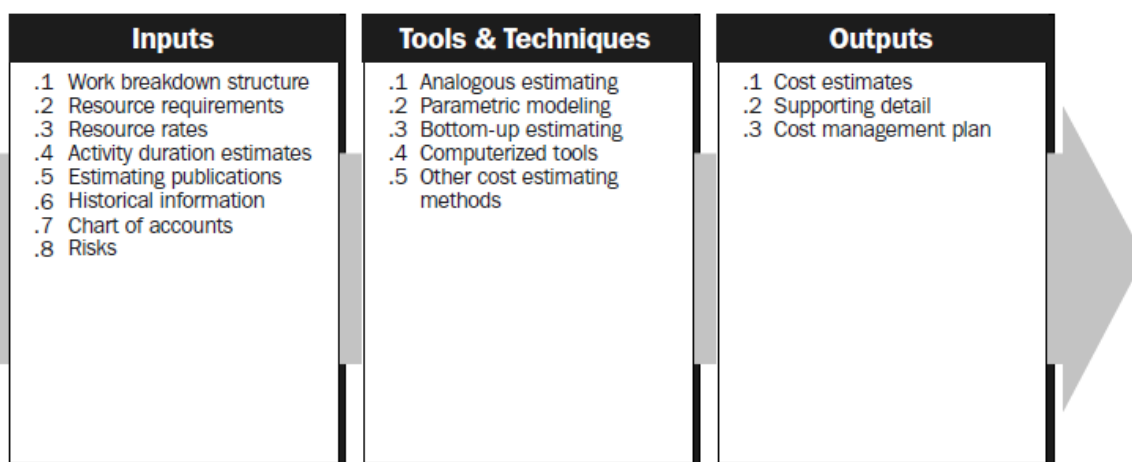 Inputs
.1 Work breakdown structure
.2 Resource requirements
.3 Resource rates
.4 Activity duration estimates
.5 Estimating publications
.6 Historical information
.7 Chart of accounts
.8 Risks
Tools & Techniques
.1 Analogous estimating
.2 Parametric modeling
.3 Bottom-up estimating
.4 Computerized tools
.5 Other cost estimating
methods
Outputs
.1 Cost estimates
.2 Supporting detail
.3 Cost management plan